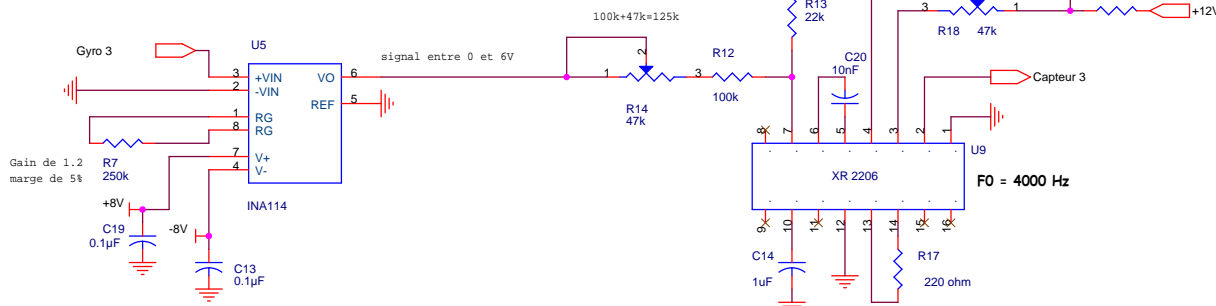 100k+47k=125k
R13
22k
3
1
R18
47k
+12V
Gyro 3
U5
signal entre 0 et 6V
2
1
3
R14
47k
R12
100k
C20
10nF
Capteur 3
3
+VIN
2
-VIN
1
RG
8
RG
7
V+
4
V-
VO
6
REF
5
INA114
R7
250k
Gain de 1.2
marge de 5%
+8V
C19
0.1µF
-8V
C13
0.1µF
8
7
6
5
4
3
2
1
U9
XR 2206
F0 = 4000 Hz
9
10
11
12
13
14
15
16
C14
1uF
R17
220 ohm